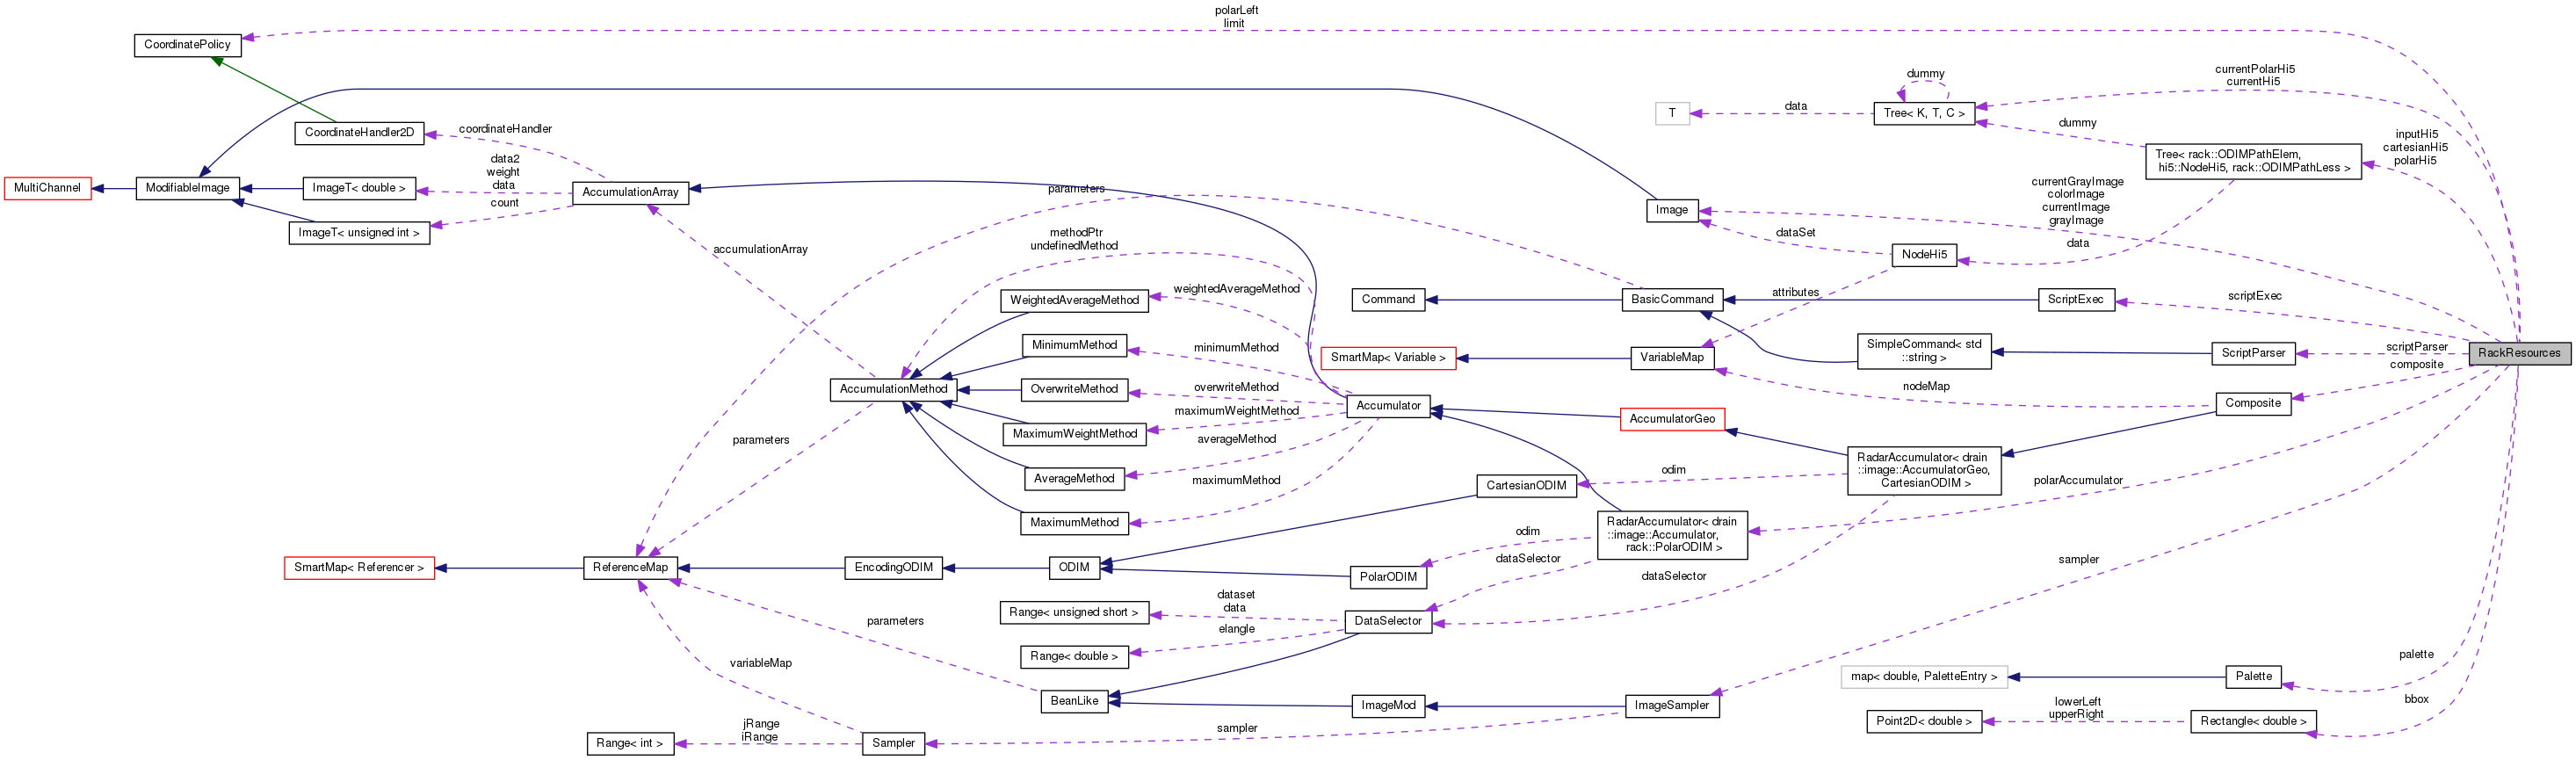 polarLeft
limit
CoordinatePolicy
currentPolarHi5
currentHi5
dummy
T
data
Tree< K, T, C >
dummy
inputHi5
cartesianHi5
polarHi5
CoordinateHandler2D
coordinateHandler
Tree< rack::ODIMPathElem,
hi5::NodeHi5, rack::ODIMPathLess >
MultiChannel
ModifiableImage
ImageT< double >
data2
weight
data
count
AccumulationArray
parameters
ImageT< unsigned int >
Image
currentGrayImage
colorImage
currentImage
grayImage
dataSet
data
NodeHi5
accumulationArray
methodPtr
undefinedMethod
WeightedAverageMethod
weightedAverageMethod
Command
BasicCommand
attributes
ScriptExec
scriptExec
MinimumMethod
minimumMethod
SmartMap< Variable >
VariableMap
SimpleCommand< std
::string >
ScriptParser
scriptParser
RackResources
composite
AccumulationMethod
OverwriteMethod
overwriteMethod
nodeMap
Composite
Accumulator
maximumWeightMethod
AccumulatorGeo
MaximumWeightMethod
averageMethod
parameters
AverageMethod
maximumMethod
CartesianODIM
odim
RadarAccumulator< drain
::image::AccumulatorGeo,
CartesianODIM >
polarAccumulator
MaximumMethod
RadarAccumulator< drain
::image::Accumulator,
rack::PolarODIM >
odim
dataSelector
dataSelector
sampler
SmartMap< Referencer >
ReferenceMap
EncodingODIM
ODIM
PolarODIM
Range< unsigned short >
dataset
data
elangle
DataSelector
parameters
Range< double >
variableMap
palette
map< double, PaletteEntry >
Palette
BeanLike
ImageMod
ImageSampler
bbox
Point2D< double >
lowerLeft
upperRight
Rectangle< double >
Range< int >
jRange
iRange
Sampler
sampler